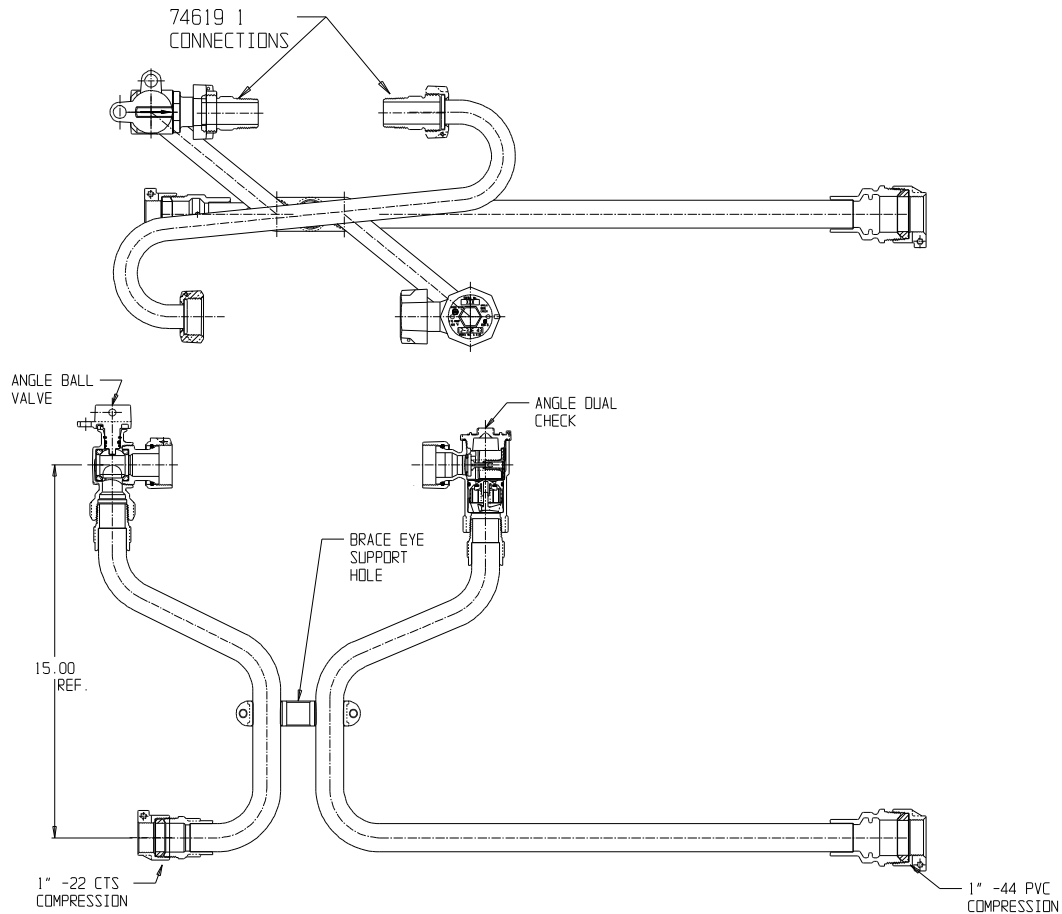 74619 1
CONNECTIONS
ANGLE BALL
VALVE
ANGLE DUAL
CHECK
BRACE EYE
SUPPORT
HOLE
15.00
REF.
1" -22 CTS
COMPRESSION
1" -44 PVC
COMPRESSION